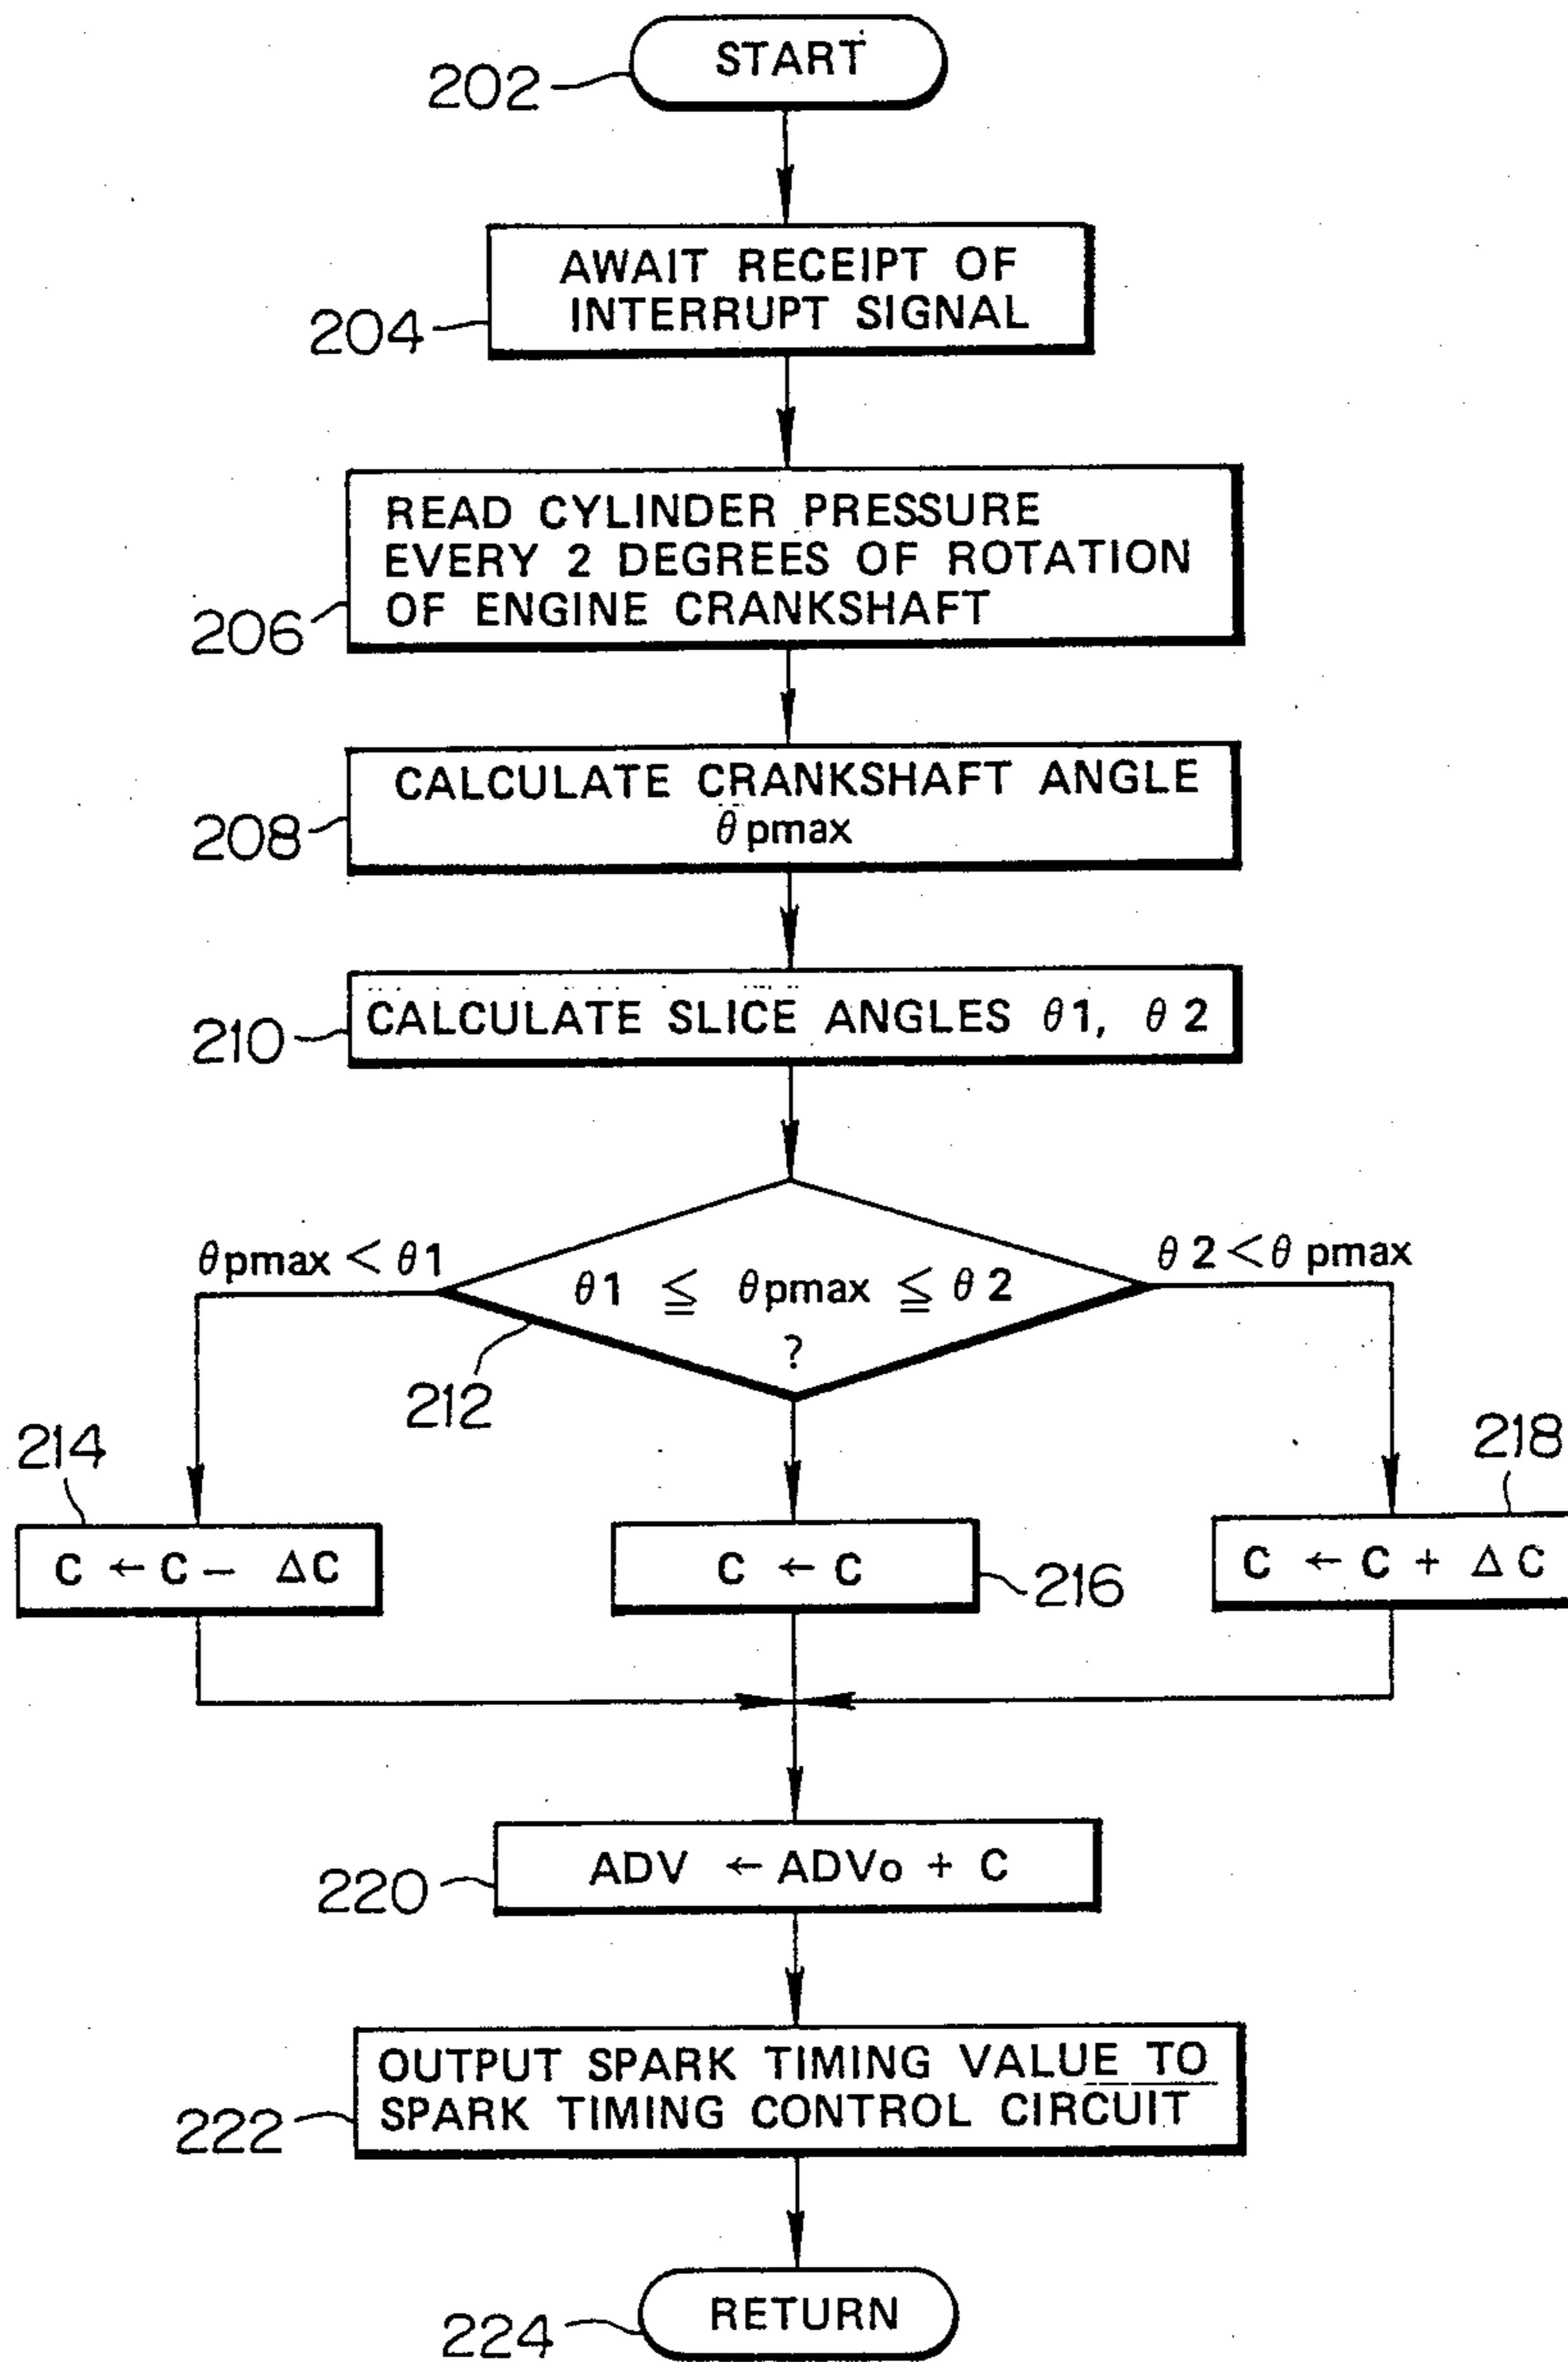 START
202
AWAIT RECEIPT OF
INTERRUPT SIGNAL
204
READ CYLINDER PRESSURE
EVERY 2 DEGREES OF ROTATION
OF ENGINE CRANKSHAFT
206
CALCULATE CRANKSHAFT ANGLE
θpmax
208
CALCULATE SLICE ANGLES θ1, θ2
210
θpmax < θ1
θ1 ≦ θpmax ≦ θ2
?
θ2 < θpmax
212
214
C ← C – ΔC
C ← C
216
218
C ← C + ΔC
ADV ← ADVo + C
220
OUTPUT SPARK TIMING VALUE TO
SPARK TIMING CONTROL CIRCUIT
222
RETURN
224